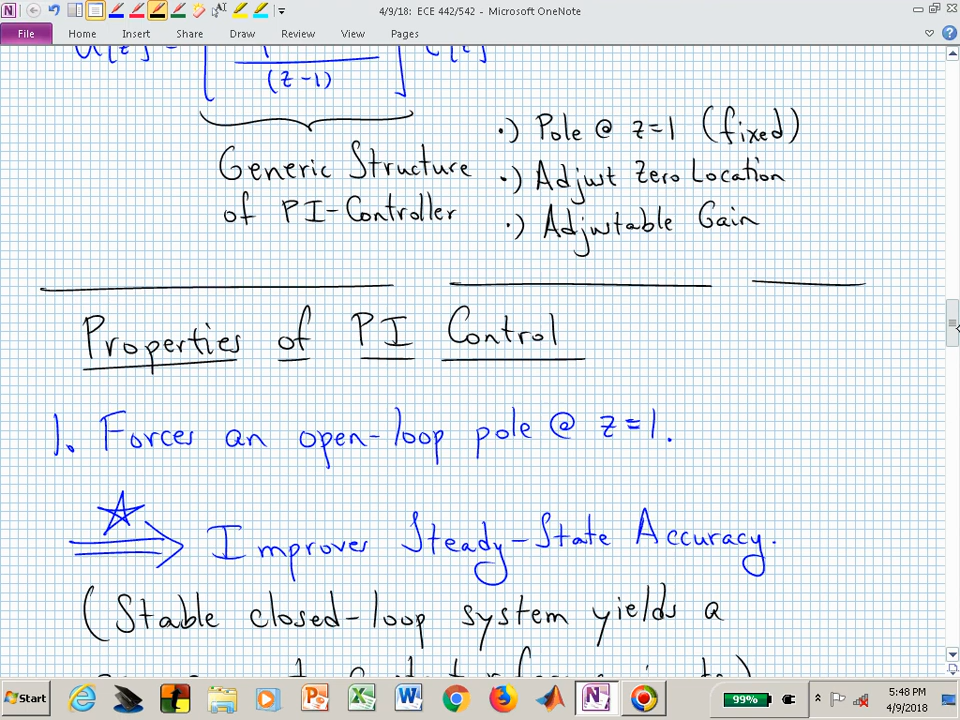 4/9/18: ECE 442/542 - Microsoft OneNote
File Home Insert Share Draw Review View Pages
(z-1)
Generic Structure
of PI-Controller
·) Pole @ z=1 (fixed)
·) Adjust Zero Location
·) Adjustable Gain
Properties of PI Control
1. Forces an open-loop pole @ z=1.
Improves Steady-State Accuracy.
(Stable closed-loop system yields a
Start
99%
5:48 PM
4/9/2018